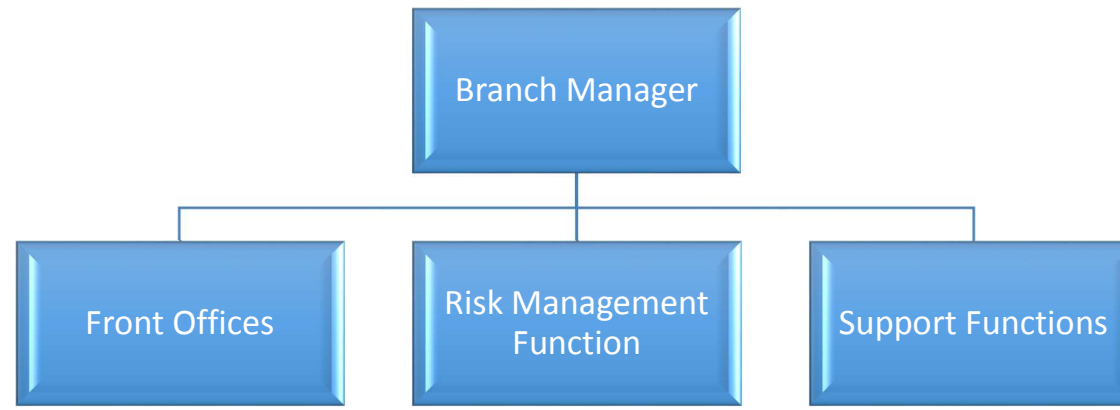 Branch Manager
Front Offices
Risk Management
Function
Support Functions